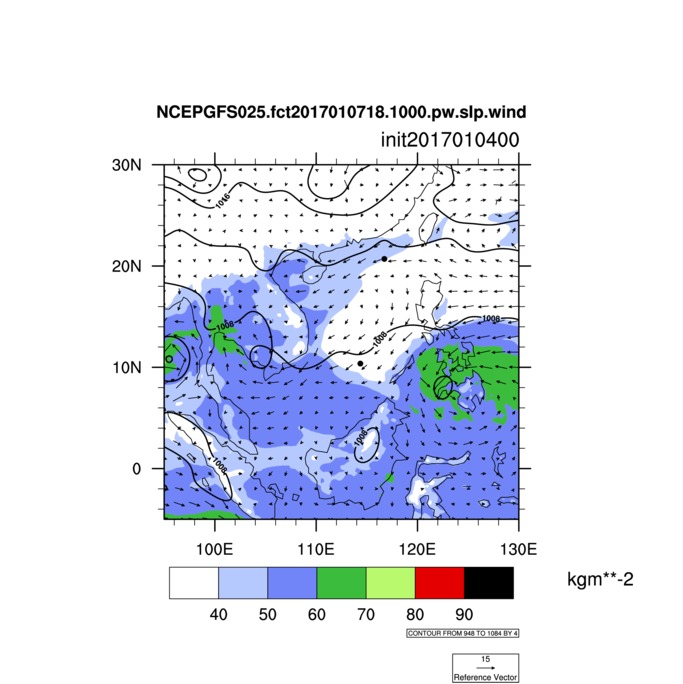 NCEPGFS025.fct2017010718.1000.pw.slp.wind
init2017010400
30N
20N
10N
0
1016
1008
1008
1008
1008
1008
100E 110E 120E 130E
40 50 60 70 80 90
kgm**-2
CONTOUR FROM 948 TO 1084 BY 4
15
Reference Vector